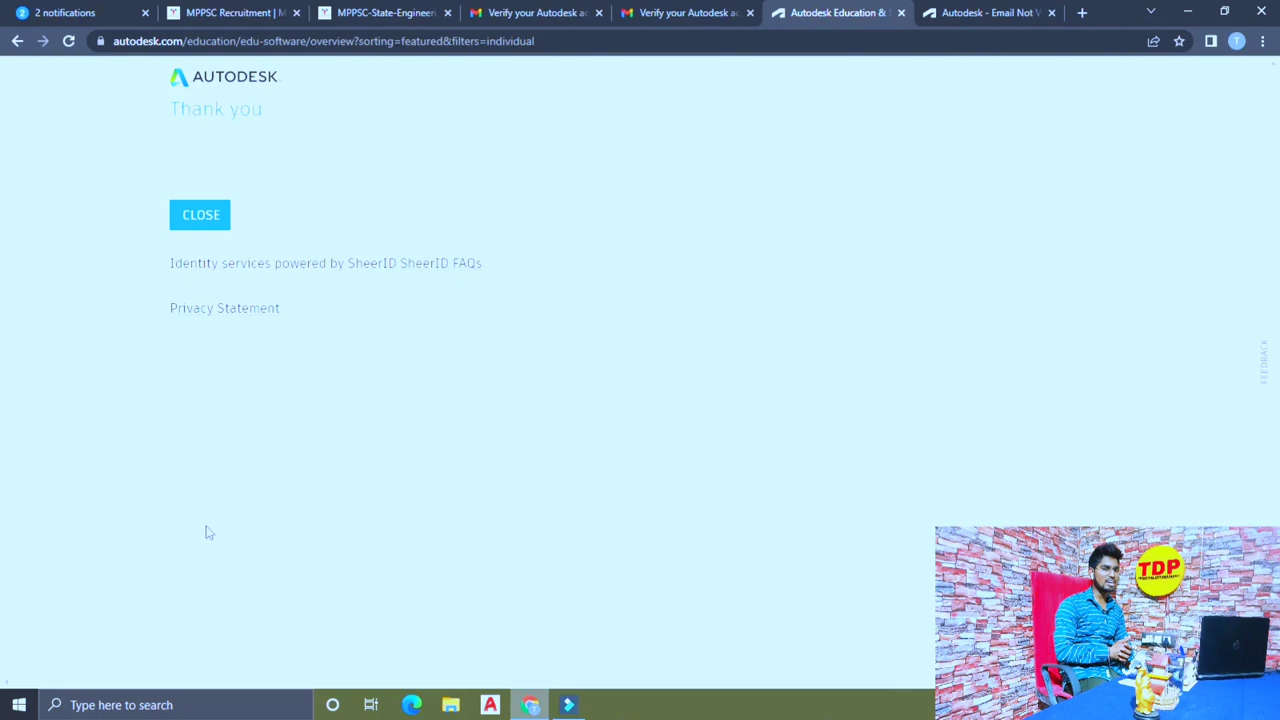 2 notifications
MPPSC Recruitment | M
MPPSC-State-Engineeri
Verify your Autodesk ac
Verify your Autodesk ac
Autodesk Education &
Autodesk - Email Not V
autodesk.com/education/edu-software/overview?sorting=featured&filters=individual
T
AUTODESK
Thank you
CLOSE
Identity services powered by SheerID SheerID FAQs
Privacy Statement
FEEDBACK
TDP
Type here to search